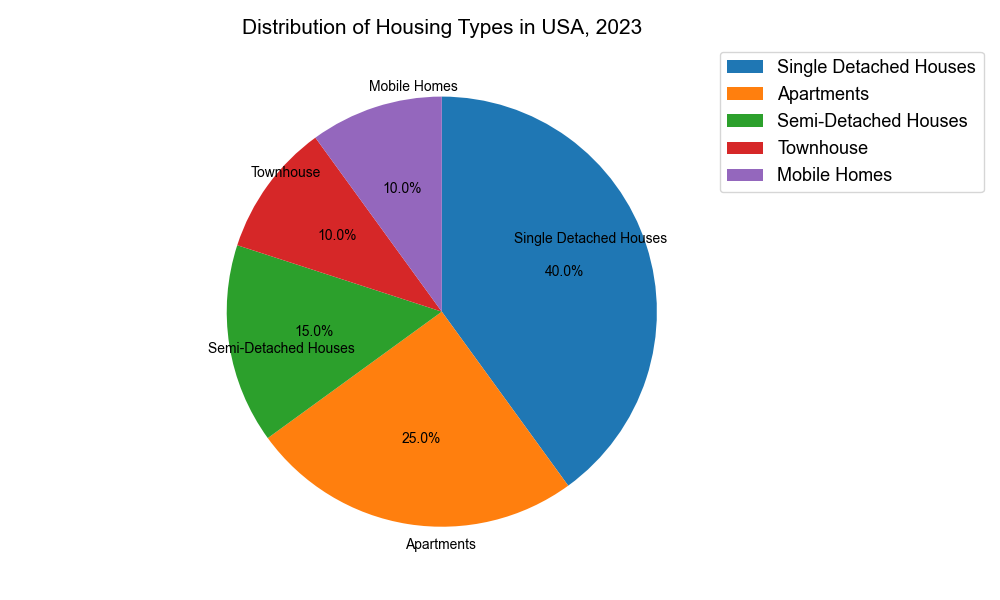 Distribution of Housing Types in USA, 2023
Single Detached Houses
Apartments
Semi-Detached Houses
Townhouse
Mobile Homes
Mobile Homes
Townhouse
10.0%
10.0%
Single Detached Houses
40.0%
15.0%
Semi-Detached Houses
25.0%
Apartments